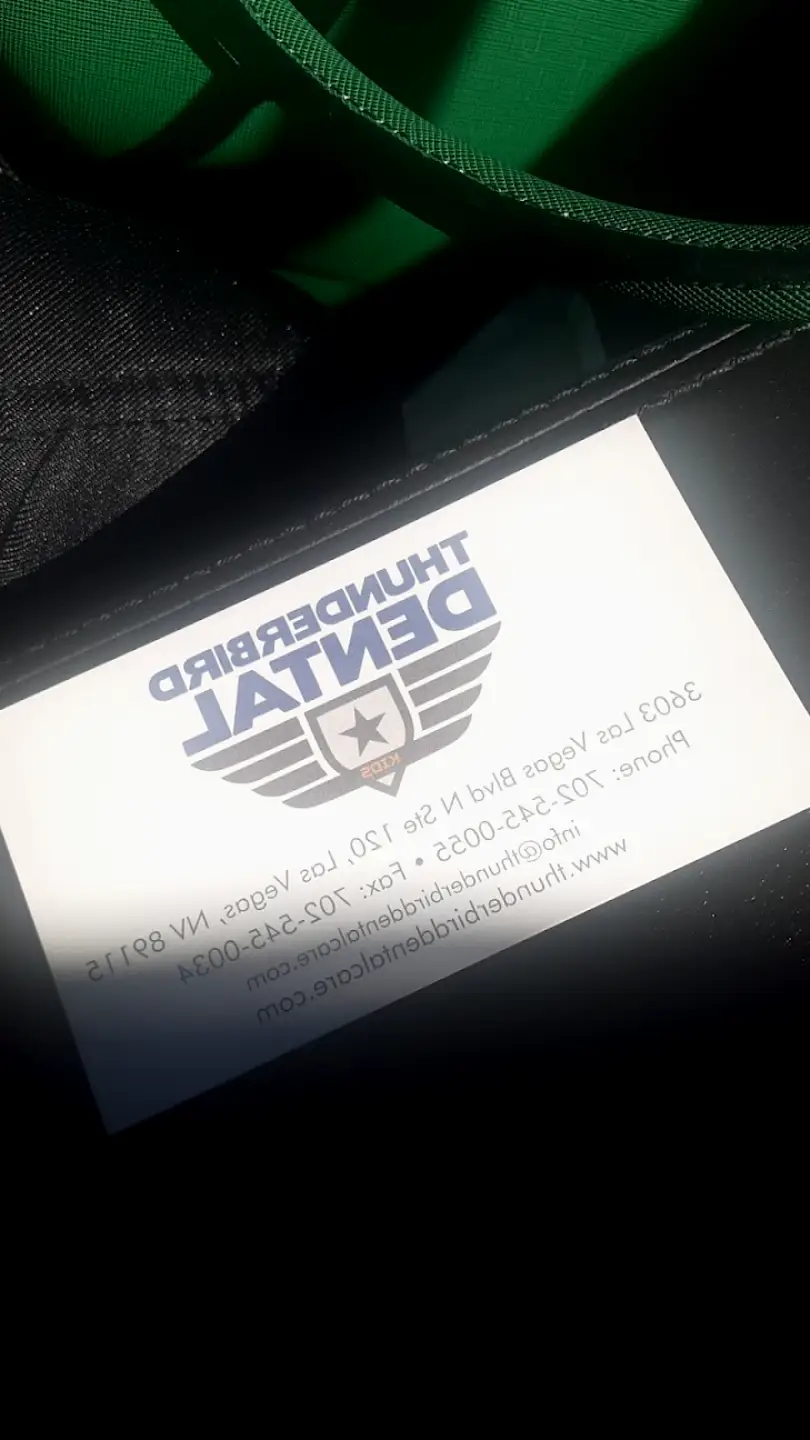 THUNDERBIRD
DENTAL
KIDS
3603 Las Vegas Blvd N Ste 120, Las Vegas, NV 89115
Phone: 702-545-0055 • Fax: 702-545-0034
info@thunderbirddentalcare.com
www.thunderbirddentalcare.com